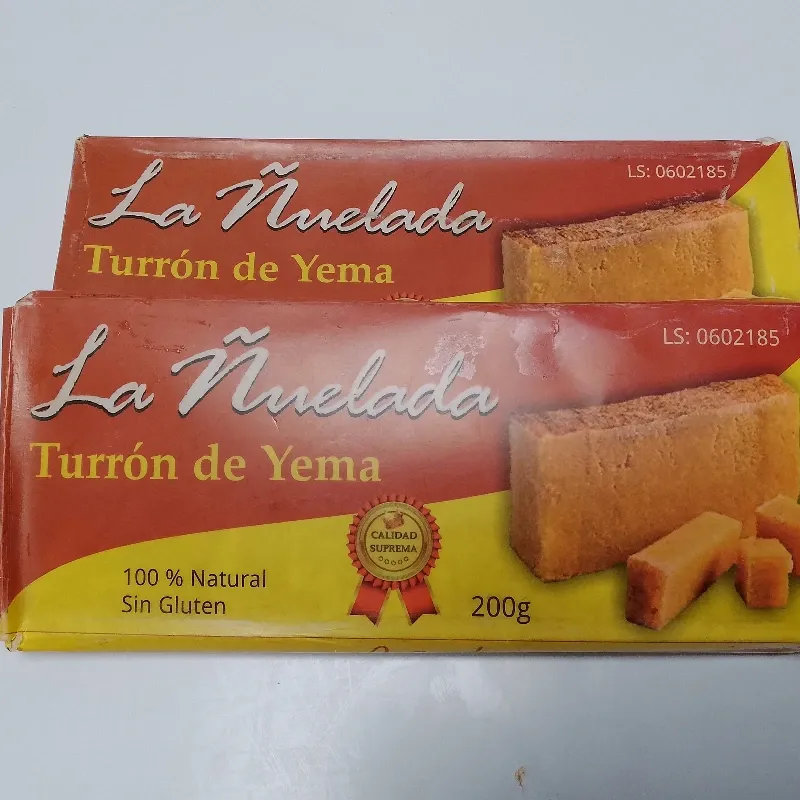 La Ñuelada
LS: 0602185
Turrón de Yema
La Ñuelada
LS: 0602185
Turrón de Yema
CALIDAD
SUPREMA
100 % Natural
Sin Gluten
200g